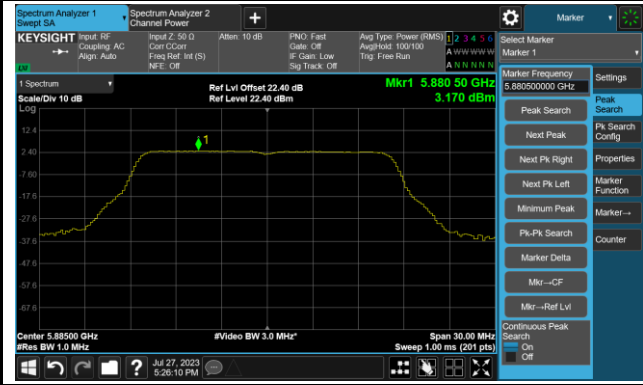 Spectrum Analyzer 1
Swept SA
Spectrum Analyzer 2
Channel Power
+
Marker
KEYSIGHT
Input: RF
Coupling: AC
Align: Auto
Input Z: 50 Ω
Corr CCorr
Freq Ref: Int (S)
NFE: Off
Atten: 10 dB
PNO: Fast
Gate: Off
IF Gain: Low
Sig Track: Off
Avg Type: Power (RMS)
Avg|Hold: 100/100
Trig: Free Run
1 2 3 4 5 6
A W W W W W
A N N N N N
LXI
Select Marker
Marker 1
1 Spectrum
Scale/Div 10 dB
Log
Ref Lvl Offset 22.40 dB
Ref Level 22.40 dBm
Mkr1 5.880 50 GHz
3.170 dBm
Marker Frequency
5.880500000 GHz
Settings
Peak Search
Next Peak
Next Pk Right
Next Pk Left
Minimum Peak
Pk-Pk Search
Marker Delta
Mkr→CF
Mkr→Ref Lvl
Continuous Peak
Search
On
Off
Peak
Search
Pk Search
Config
Properties
Marker
Function
Marker→
Counter
12.4
2.40
-7.60
-17.6
-27.6
-37.6
-47.6
-57.6
-67.6
1
Center 5.88500 GHz
#Res BW 1.0 MHz
#Video BW 3.0 MHz*
Span 30.00 MHz
Sweep 1.00 ms (201 pts)
?
Jul 27, 2023
5:26:10 PM